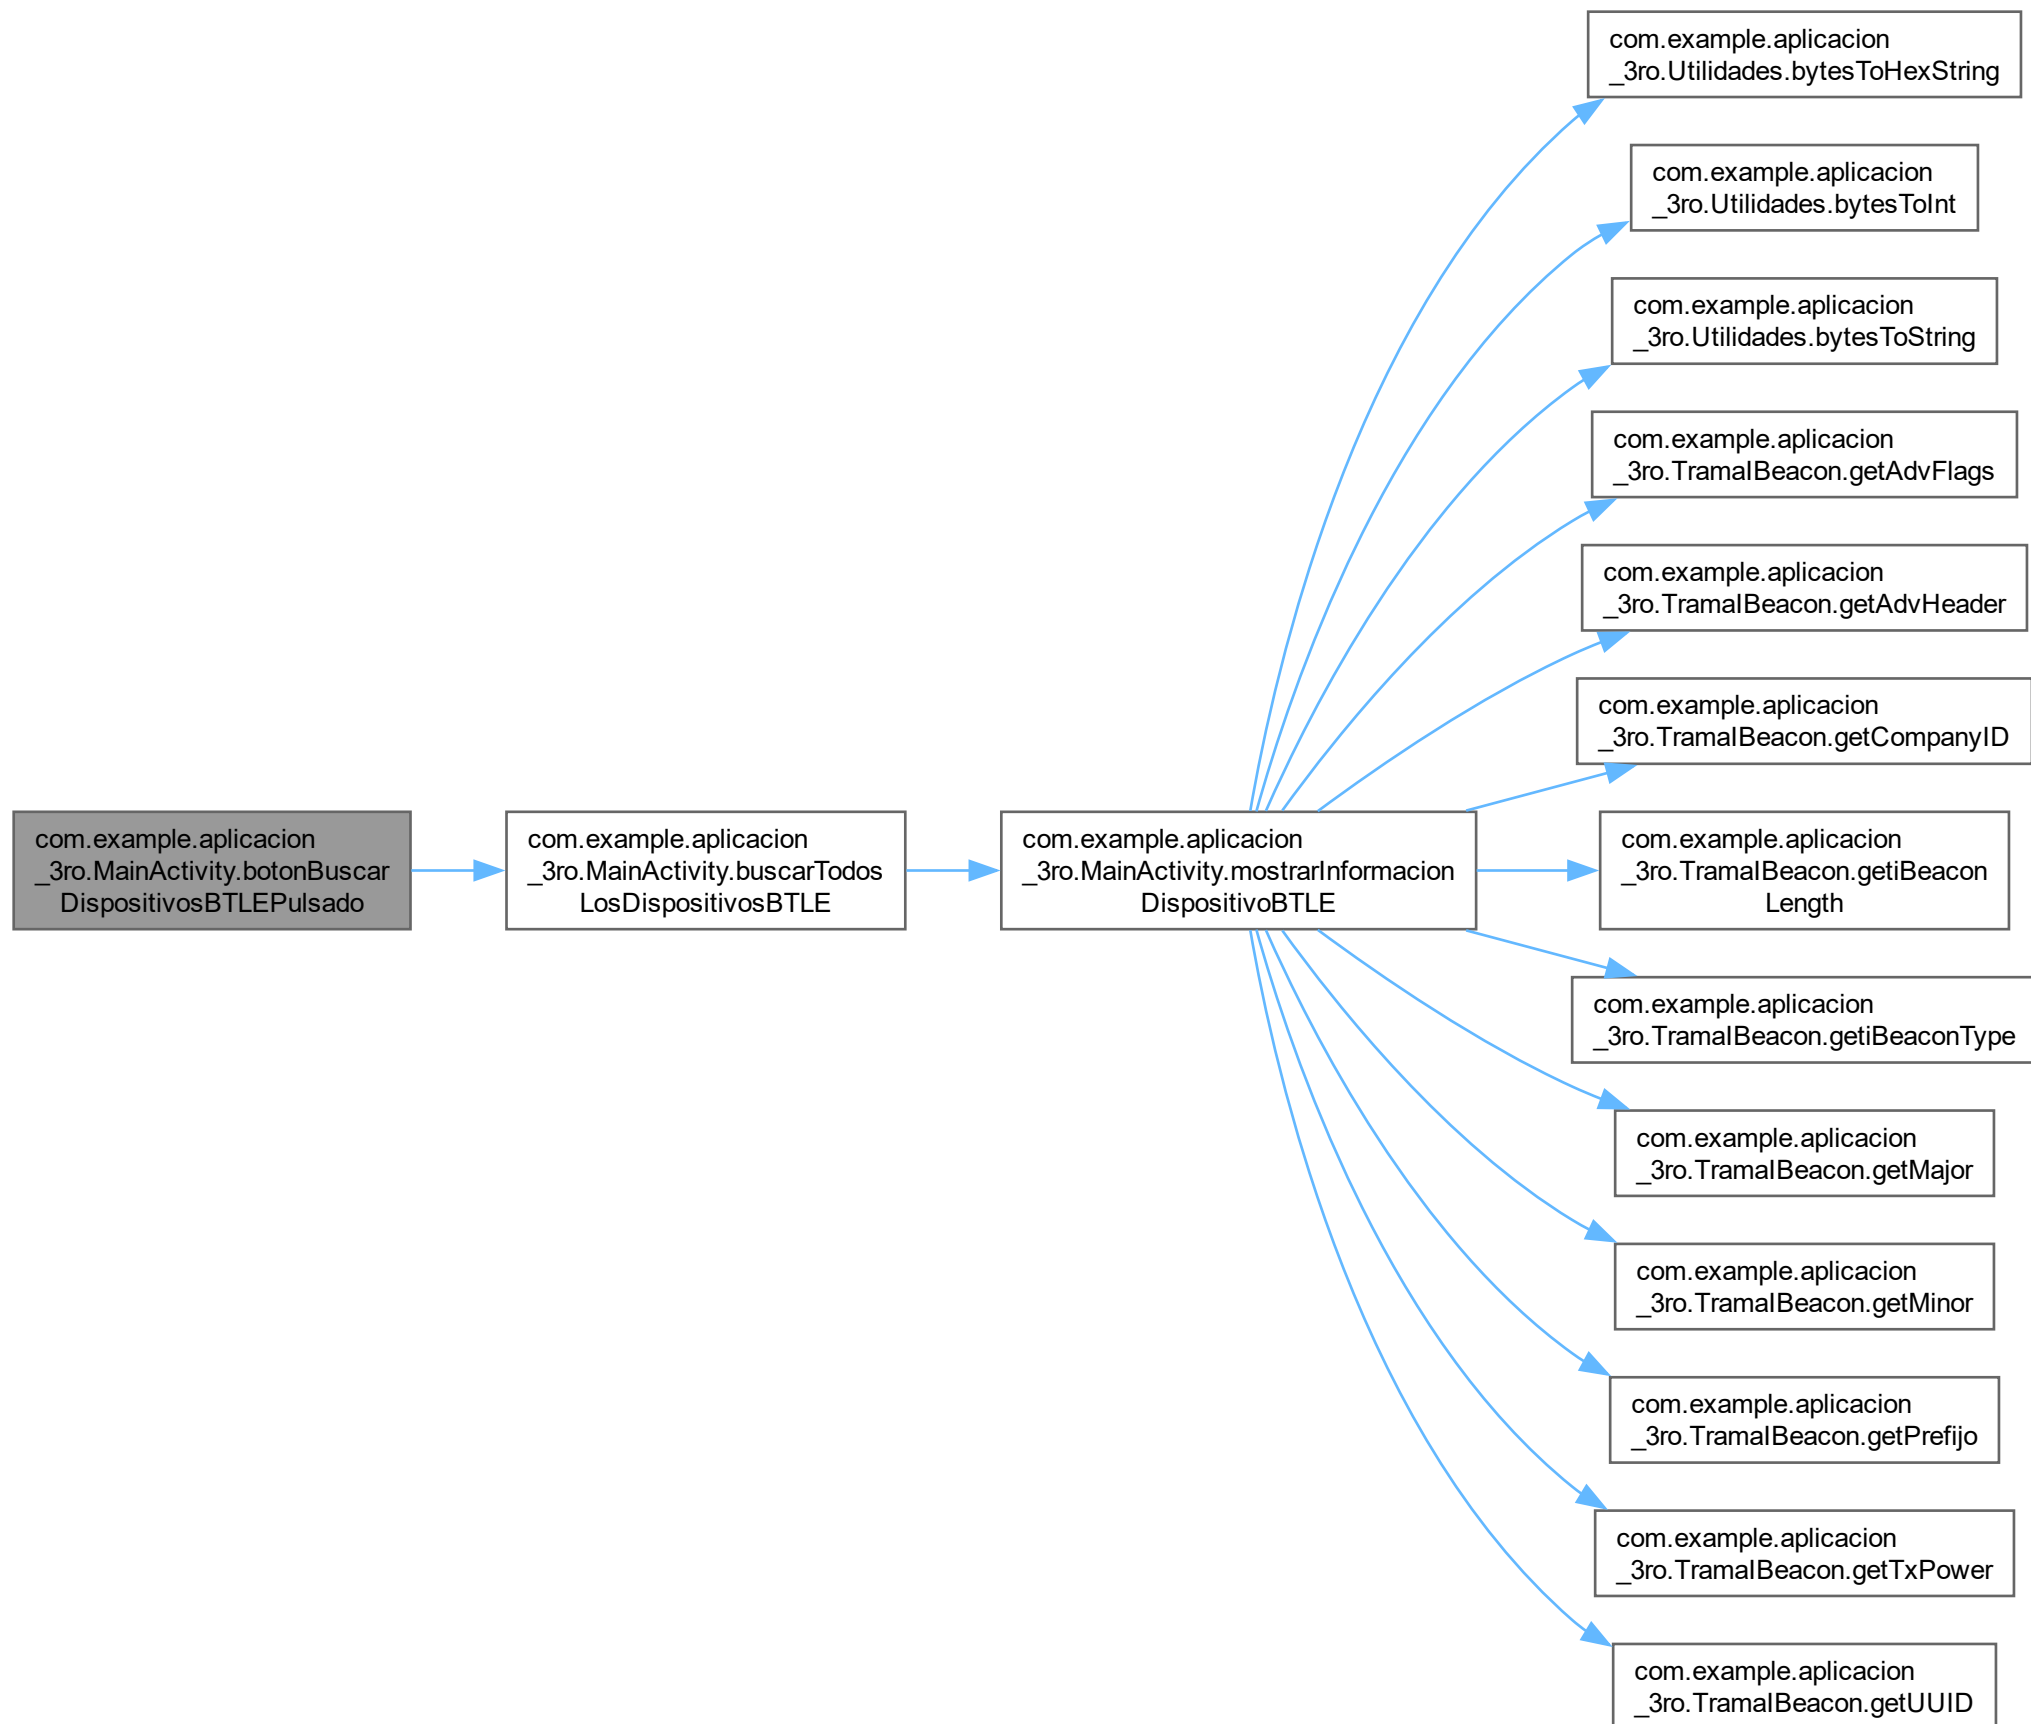 com.example.aplicacion
_3ro.MainActivity.botonBuscar
DispositivosBTLEPulsado
com.example.aplicacion
_3ro.MainActivity.buscarTodos
LosDispositivosBTLE
com.example.aplicacion
_3ro.MainActivity.mostrarInformacion
DispositivoBTLE
com.example.aplicacion
_3ro.Utilidades.bytesToHexString
com.example.aplicacion
_3ro.Utilidades.bytesToInt
com.example.aplicacion
_3ro.Utilidades.bytesToString
com.example.aplicacion
_3ro.TramaIBeacon.getAdvFlags
com.example.aplicacion
_3ro.TramaIBeacon.getAdvHeader
com.example.aplicacion
_3ro.TramaIBeacon.getCompanyID
com.example.aplicacion
_3ro.TramaIBeacon.getiBeacon
Length
com.example.aplicacion
_3ro.TramaIBeacon.getiBeaconType
com.example.aplicacion
_3ro.TramaIBeacon.getMajor
com.example.aplicacion
_3ro.TramaIBeacon.getMinor
com.example.aplicacion
_3ro.TramaIBeacon.getPrefijo
com.example.aplicacion
_3ro.TramaIBeacon.getTxPower
com.example.aplicacion
_3ro.TramaIBeacon.getUUID